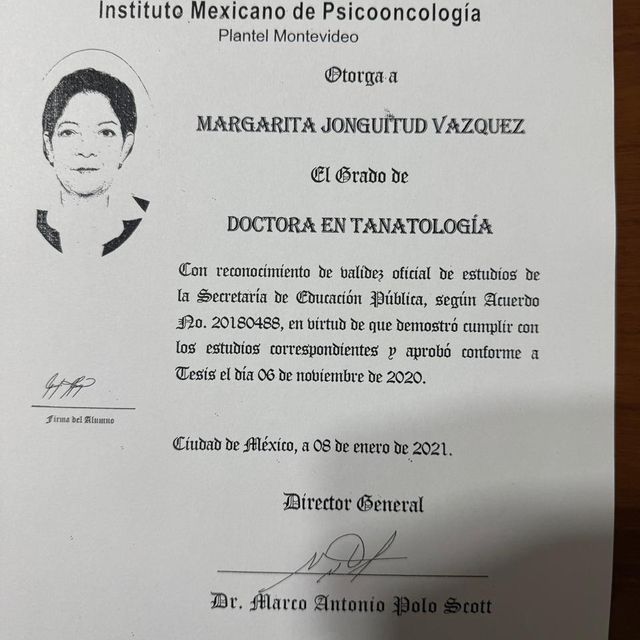 Instituto Mexicano de Psicooncología
Plantel Montevideo
Otorga a
MARGARITA JONGUITUD VAZQUEZ
El Grado de
DOCTORA EN TANATOLOGÍA
Con reconocimiento de validez oficial de estudios de
la Secretaría de Educación Pública, según Acuerdo
No. 20180488, en virtud de que demostró cumplir con
los estudios correspondientes y aprobó conforme a
Tesis el día 06 de noviembre de 2020.
Firma del Alumno
Ciudad de México, a 08 de enero de 2021.
Director General
Dr. Marco Antonio Polo Scott